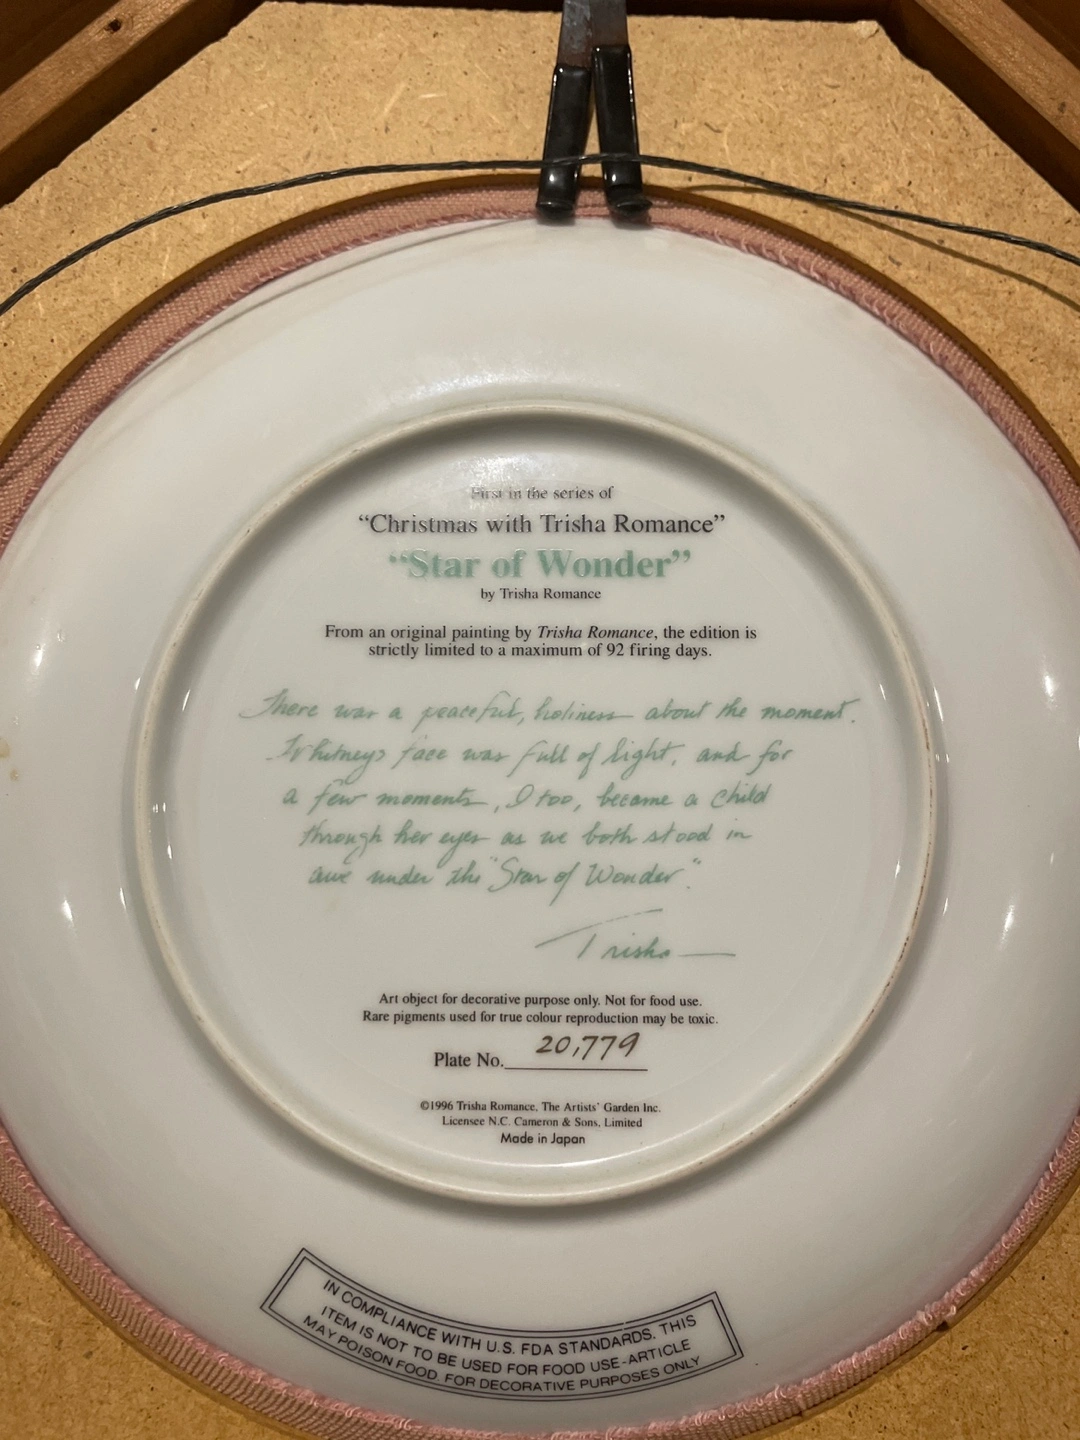 First in the series of
“Christmas with Trisha Romance”
“Star of Wonder”
by Trisha Romance
From an original painting by Trisha Romance, the edition is
strictly limited to a maximum of 92 firing days.
There was a peaceful, holiness about the moment.
Whitneys face was full of light, and for
a few moments, I too, became a child
through her eyes as we both stood in
awe under the "Star of Wonder".
Trisha
Art object for decorative purpose only. Not for food use.
Rare pigments used for true colour reproduction may be toxic.
Plate No. 20,779
©1996 Trisha Romance, The Artists’ Garden Inc.
Licensee N.C. Cameron & Sons, Limited
Made in Japan
IN COMPLIANCE WITH U.S. FDA STANDARDS, THIS
ITEM IS NOT TO BE USED FOR FOOD USE-ARTICLE
MAY POISON FOOD. FOR DECORATIVE PURPOSES ONLY